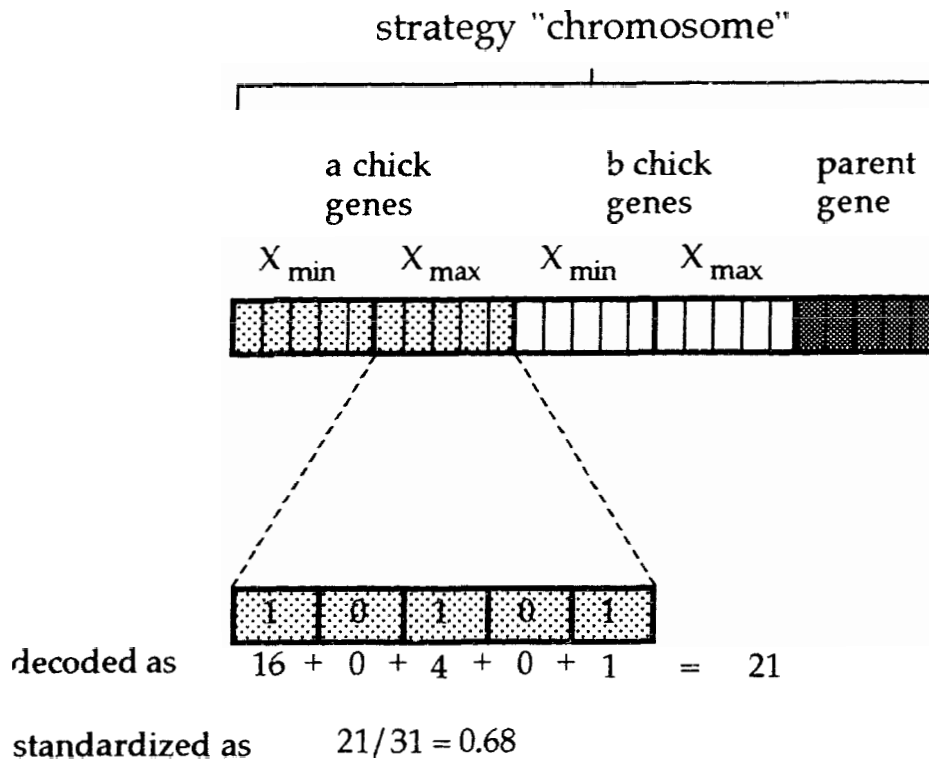 strategy "chromosome"
a chick b chick parent
genes genes gene
X min X max X min X max
1 0 1 0 1
decoded as 16 + 0 + 4 + 0 + 1 = 21
standardized as 21/31 = 0.68